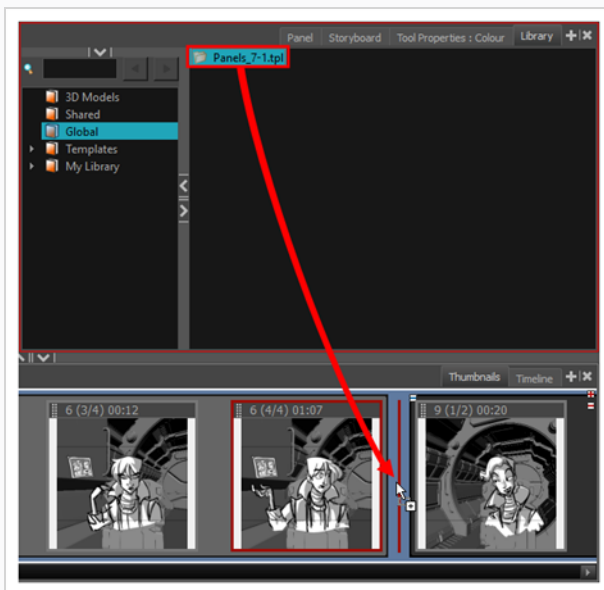 Panel Storyboard Tool Properties : Colour Library
Panels_7-1.tpl
3D Models
Shared
Global
Templates
My Library
Thumbnails Timeline
6 (3/4) 00:12 6 (4/4) 01:07 9 (1/2) 00:20